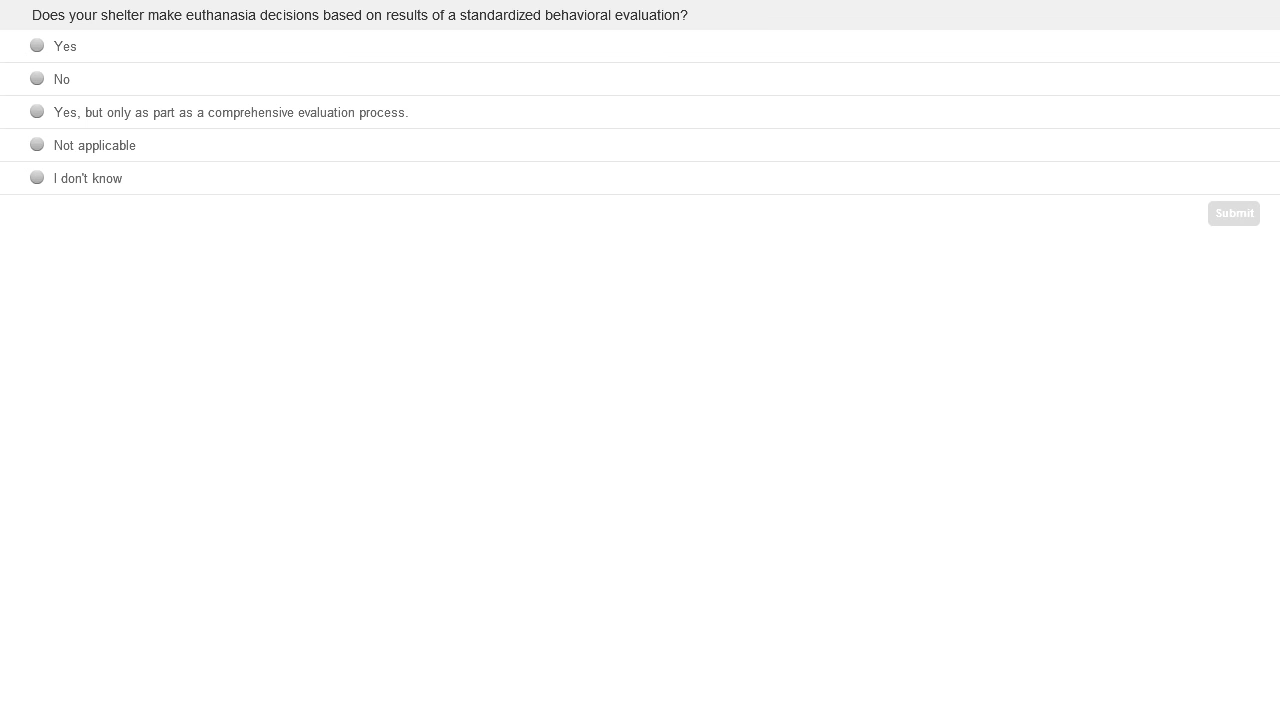 Does your shelter make euthanasia decisions based on results of a standardized behavioral evaluation?
Yes
No
Yes, but only as part as a comprehensive evaluation process.
Not applicable
I don't know
Submit